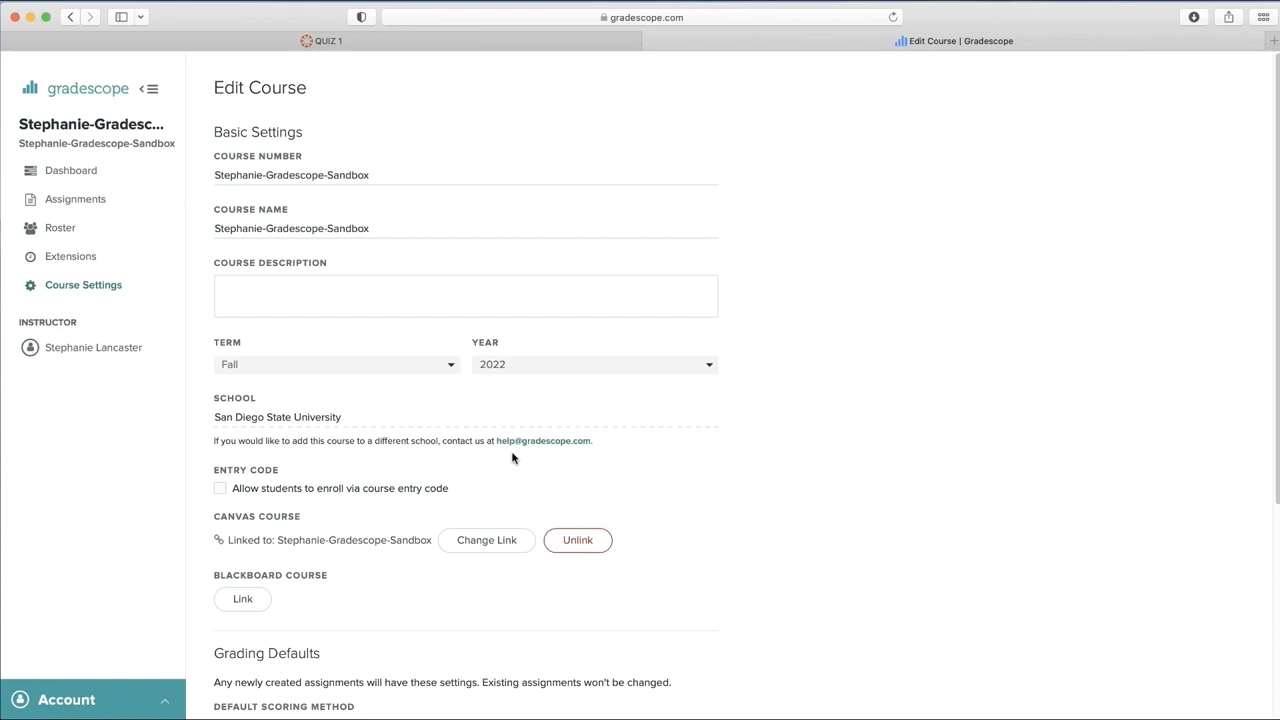 gradescope.com
QUIZ 1
Edit Course | Gradescope
gradescope
Stephanie-Gradesc...
Stephanie-Gradescope-Sandbox
Dashboard
Assignments
Roster
Extensions
Course Settings
INSTRUCTOR
Stephanie Lancaster
Account
Edit Course
Basic Settings
COURSE NUMBER
Stephanie-Gradescope-Sandbox
COURSE NAME
Stephanie-Gradescope-Sandbox
COURSE DESCRIPTION
TERM YEAR
Fall 2022
SCHOOL
San Diego State University
If you would like to add this course to a different school, contact us at help@gradescope.com.
ENTRY CODE
Allow students to enroll via course entry code
CANVAS COURSE
Linked to: Stephanie-Gradescope-Sandbox Change Link Unlink
BLACKBOARD COURSE
Link
Grading Defaults
Any newly created assignments will have these settings. Existing assignments won't be changed.
DEFAULT SCORING METHOD